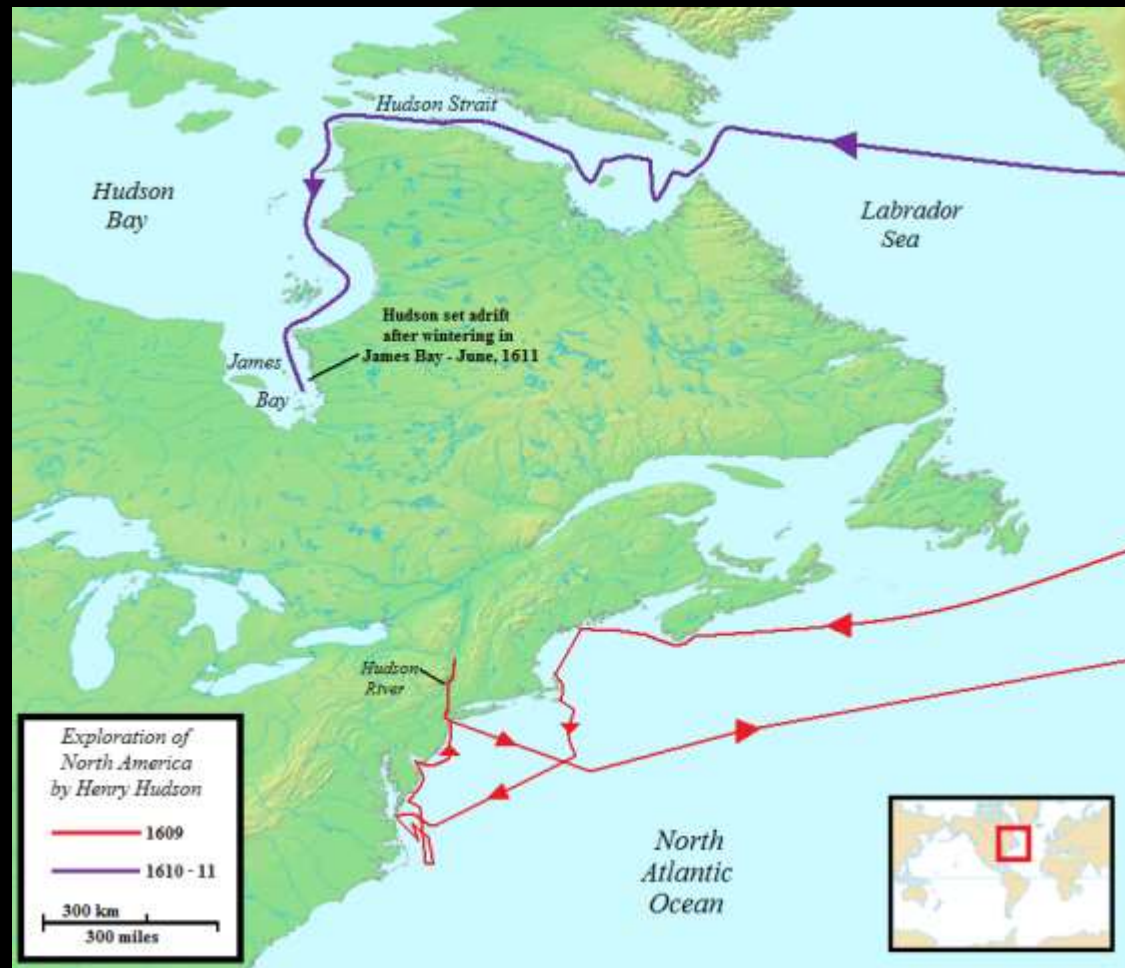 Hudson Strait
Hudson
Bay
Labrador
Sea
Hudson set adrift
after wintering in
James Bay - June, 1611
James
Bay
Hudson
River
Exploration of
North America
by Henry Hudson
1609
1610 - 11
300 km
300 miles
North
Atlantic
Ocean